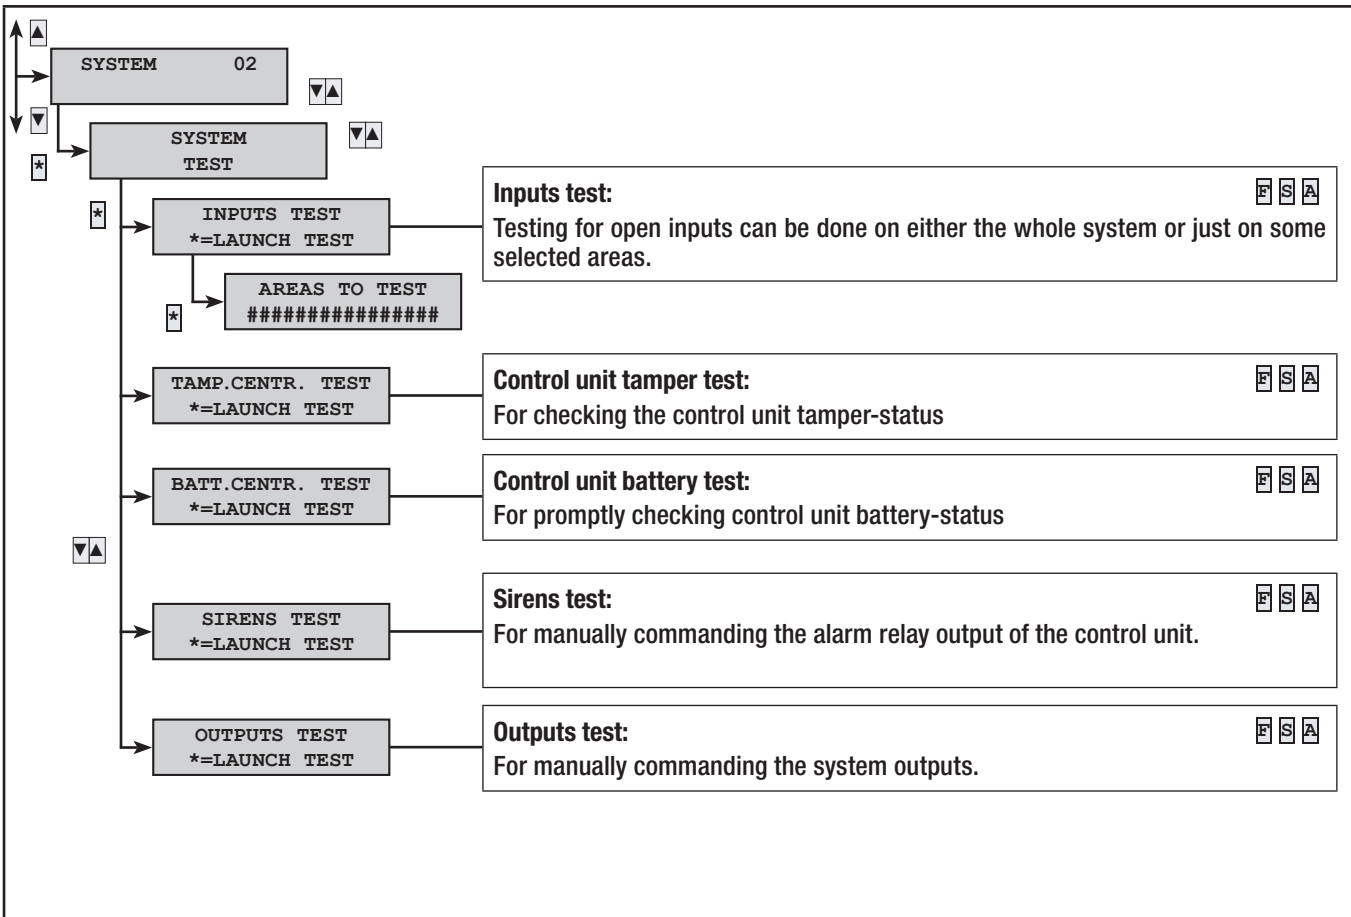 ▲
SYSTEM 02
▼▲
▼
SYSTEM
TEST
▼▲
*
*
INPUTS TEST
*=LAUNCH TEST
Inputs test: F S A
Testing for open inputs can be done on either the whole system or just on some
selected areas.
AREAS TO TEST
################
*
TAMP.CENTR. TEST
*=LAUNCH TEST
Control unit tamper test: F S A
For checking the control unit tamper-status
BATT.CENTR. TEST
*=LAUNCH TEST
Control unit battery test: F S A
For promptly checking control unit battery-status
▼▲
SIRENS TEST
*=LAUNCH TEST
Sirens test: F S A
For manually commanding the alarm relay output of the control unit.
OUTPUTS TEST
*=LAUNCH TEST
Outputs test: F S A
For manually commanding the system outputs.